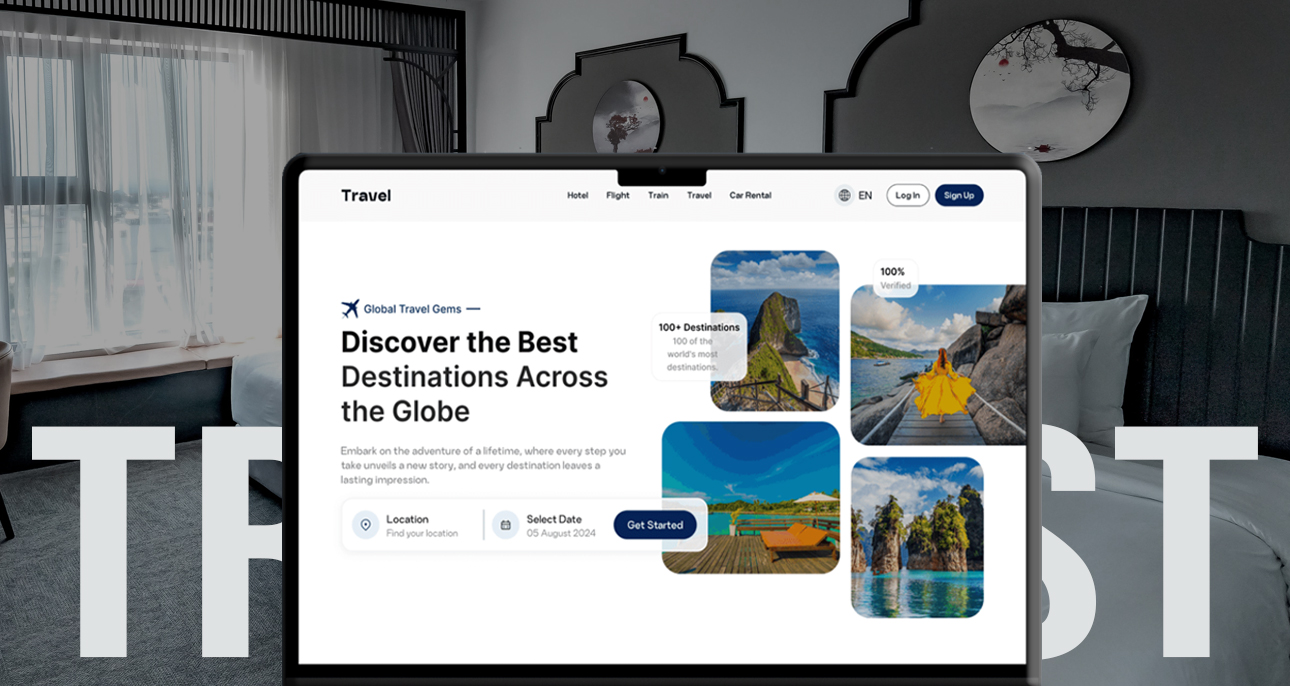 Travel
Hotel Flight Train Travel Car Rental
EN
Log In
Sign Up
Global Travel Gems
Discover the Best
Destinations Across
the Globe
Embark on the adventure of a lifetime, where every step you
take unveils a new story, and every destination leaves a
lasting impression.
Location
Find your location
Select Date
05 August 2024
Get Started
100+ Destinations
100 of the
world's most
destinations.
100%
Verified
T ST